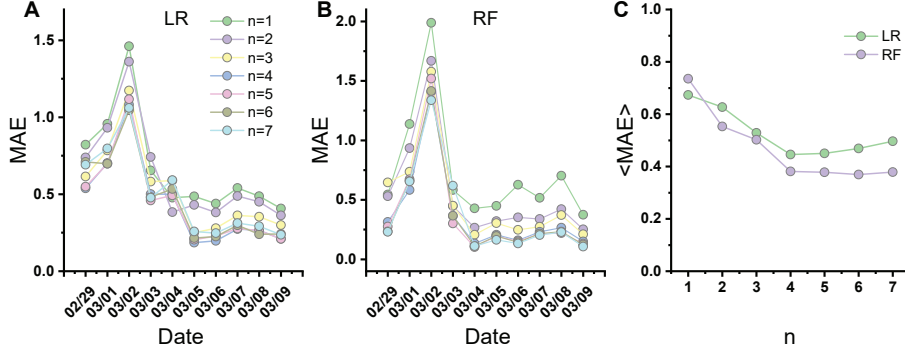 A
LR
n=1
n=2
n=3
n=4
n=5
n=6
n=7
MAE
1.5
1.0
0.5
0.0
02/29
03/01
03/02
03/03
03/04
03/05
03/06
03/07
03/08
03/09
Date
B
RF
MAE
2.0
1.5
1.0
0.5
0.0
02/29
03/01
03/02
03/03
03/04
03/05
03/06
03/07
03/08
03/09
Date
C
LR
RF
<MAE>
1.0
0.8
0.6
0.4
0.2
0.0
1 2 3 4 5 6 7
n